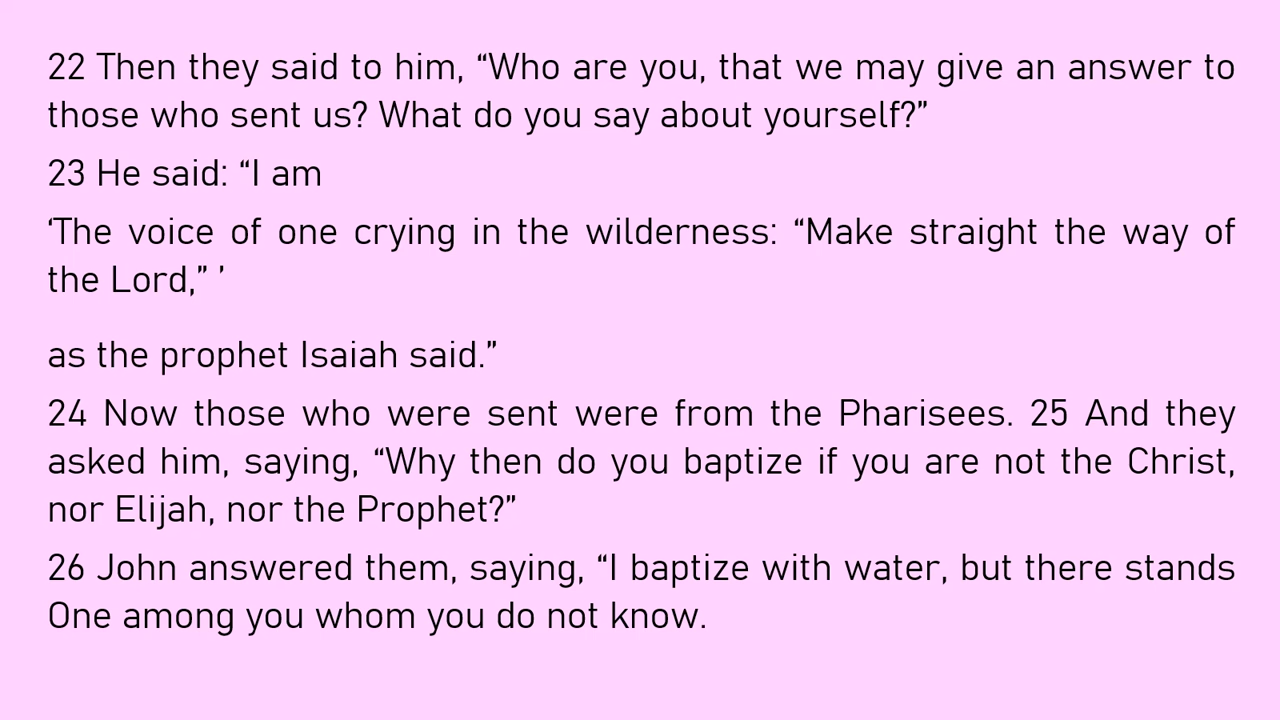 22 Then they said to him, “Who are you, that we may give an answer to
those who sent us? What do you say about yourself?”
23 He said: “I am
‘The voice of one crying in the wilderness: “Make straight the way of
the Lord,” ’
as the prophet Isaiah said.”
24 Now those who were sent were from the Pharisees. 25 And they
asked him, saying, “Why then do you baptize if you are not the Christ,
nor Elijah, nor the Prophet?”
26 John answered them, saying, “I baptize with water, but there stands
One among you whom you do not know.